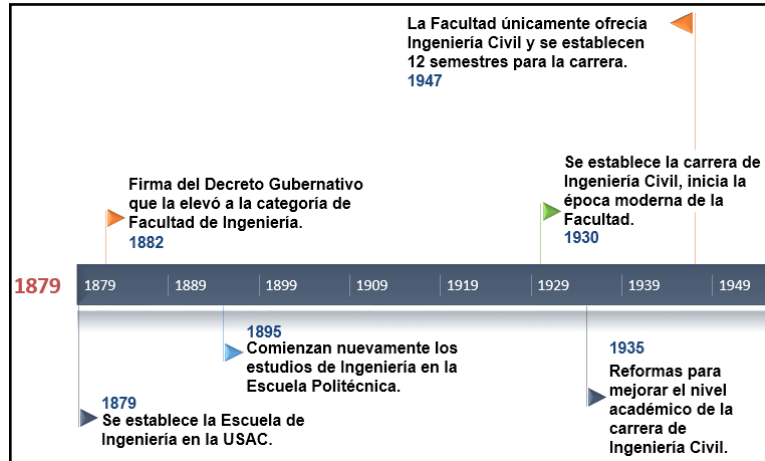 La Facultad únicamente ofrecía
Ingeniería Civil y se establecen
12 semestres para la carrera.
1947
Se establece la carrera de
Ingeniería Civil, inicia la
época moderna de la
Facultad.
1930
Firma del Decreto Gubernativo
que la elevó a la categoría de
Facultad de Ingeniería.
1882
1879
1879 1889 1899 1909 1919 1929 1939 1949
1895
Comienzan nuevamente los
estudios de Ingeniería en la
Escuela Politécnica.
1935
Reformas para
mejorar el nivel
académico de la
carrera de
Ingeniería Civil.
1879
Se establece la Escuela de
Ingeniería en la USAC.